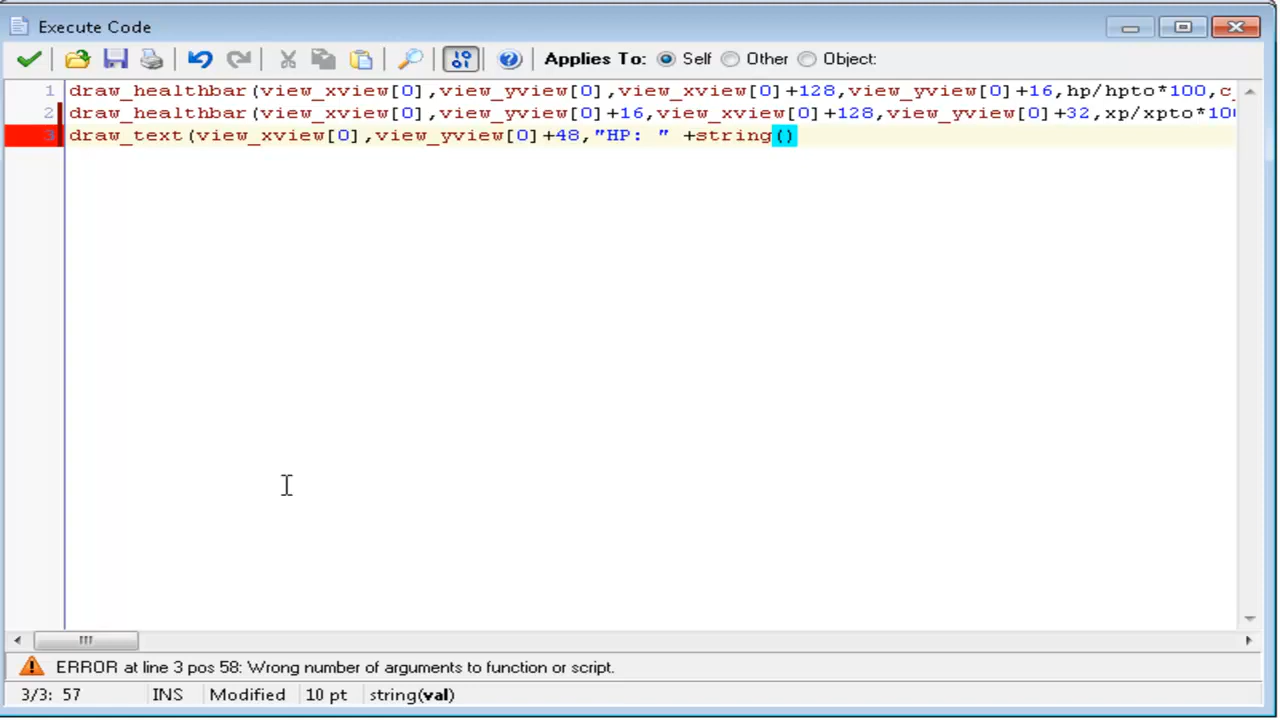 Execute Code
Applies To: Self Other Object:
1 draw_healthbar(view_xview[0],view_yview[0],view_xview[0]+128,view_yview[0]+16,hp/hpto*100,c_
2 draw_healthbar(view_xview[0],view_yview[0]+16,view_xview[0]+128,view_yview[0]+32,xp/xpto*10
3 draw_text(view_xview[0],view_yview[0]+48,"HP: " +string()
ERROR at line 3 pos 58: Wrong number of arguments to function or script.
3/3: 57 INS Modified 10 pt string(val)